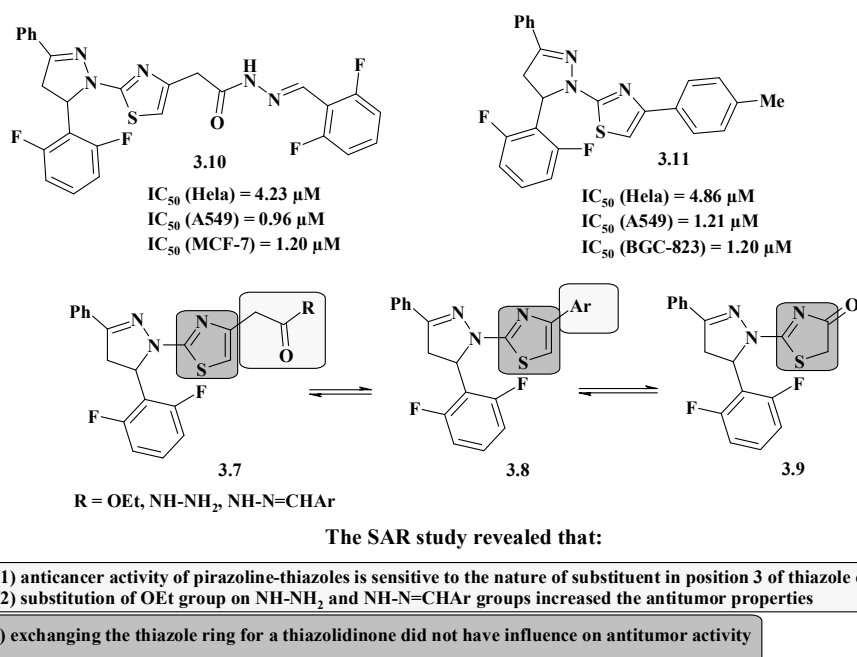 Ph
N
N
N
S
F
F
O
H
N
N
F
F
3.10
IC50 (Hela) = 4.23 µM
IC50 (A549) = 0.96 µM
IC50 (MCF-7) = 1.20 µM
Ph
N
N
N
S
F
F
Me
3.11
IC50 (Hela) = 4.86 µM
IC50 (A549) = 1.21 µM
IC50 (BGC-823) = 1.20 µM
Ph
N
N
N
S
R
O
F
F
3.7
R = OEt, NH-NH2, NH-N=CHAr
Ph
N
N
N
S
Ar
F
F
3.8
Ph
N
N
N
S
O
F
F
3.9
The SAR study revealed that:
1) anticancer activity of pirazoline-thiazoles is sensitive to the nature of substituent in position 3 of thiazole
2) substitution of OEt group on NH-NH2 and NH-N=CHAr groups increased the antitumor properties
) exchanging the thiazole ring for a thiazolidinone did not have influence on antitumor activity